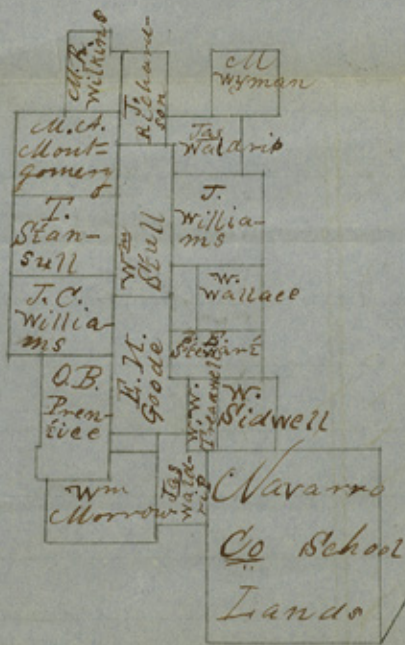 M. R.
Wilkins
T.
Richard-
son
M
Wyman
M. A.
Mont-
gomery
Jas
Waldrip
T.
Stan-
sull
Wm
Stull
J.
Willia-
ms
J. C.
Willia-
ms
E. H.
Goode
W.
Wallace
Stewart
O. B.
Pren-
tice
W. W.
W.
Sidwell
Wm
Morrow
Jas
Wald-
rip
Navarro
Co School
Lands